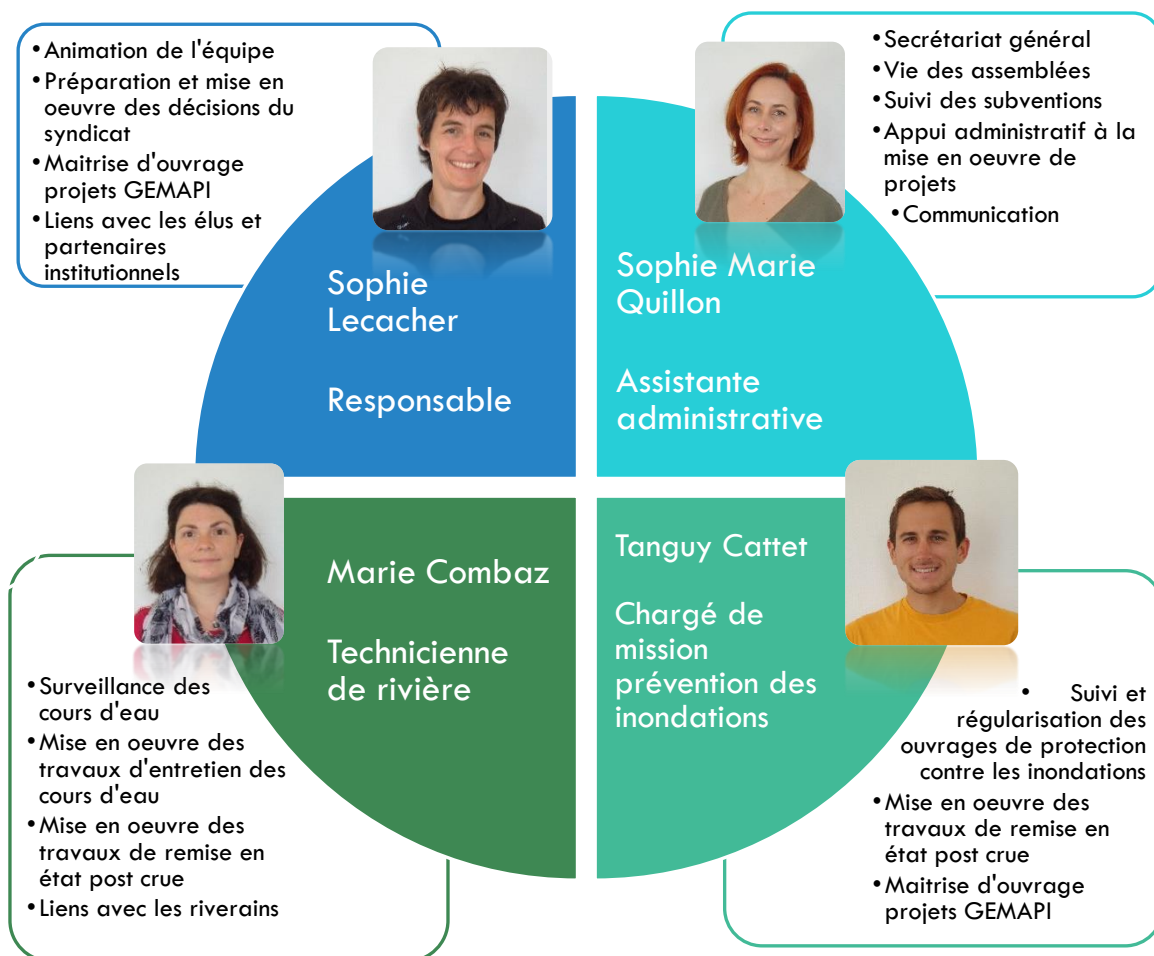 •Animation de l'équipe
•Préparation et mise en
oeuvre des décisions du
syndicat
•Maitrise d'ouvrage
projets GEMAPI
•Liens avec les élus et
partenaires
institutionnels
Sophie
Lecacher
Responsable
•Secrétariat général
•Vie des assemblées
•Suivi des subventions
•Appui administratif à la
mise en oeuvre de
projets
•Communication
Sophie Marie
Quillon
Assistante
administrative
Marie Combaz
Technicienne
de rivière
•Surveillance des
cours d'eau
•Mise en oeuvre des
travaux d'entretien des
cours d'eau
•Mise en oeuvre des
travaux de remise en
état post crue
•Liens avec les riverains
Tanguy Cattet
Chargé de
mission
prévention des
inondations
• Suivi et
régularisation des
ouvrages de protection
contre les inondations
•Mise en oeuvre des
travaux de remise en
état post crue
•Maitrise d'ouvrage
projets GEMAPI